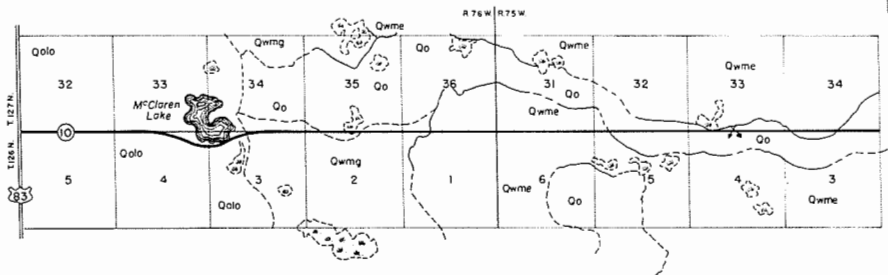 R.76 W. R.75 W.
Qolo Qwmg Qwme Qo Qwme Qwme
32 33 34 35 36 31 32 33 34
Qo Qo Qo
McClaren
Lake
Qwme
T. 127 N.
10
T.126 N.
Qo
Qolo Qwmg
5 4 3 2 1 6 15 4 3
83
Qolo Qwme Qo Qwme